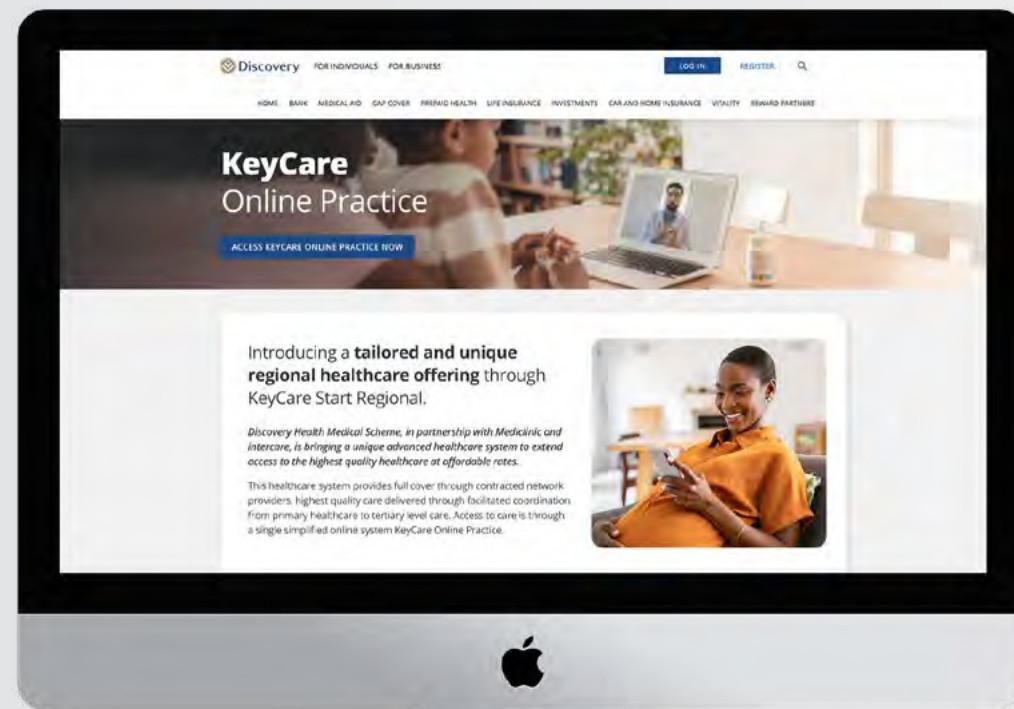 Discovery FOR INDIVIDUALS FOR BUSINESS LOG IN REGISTER
HOME BANK MEDICAL AID GAP COVER PREPAID HEALTH LIFE INSURANCE INVESTMENTS CAR AND HOME INSURANCE VITALITY REWARD PARTNERS
KeyCare
Online Practice
ACCESS KEYCARE ONLINE PRACTICE NOW
Introducing a tailored and unique
regional healthcare offering through
KeyCare Start Regional.
Discovery Health Medical Scheme, in partnership with Mediclinic and
Intercare, is bringing a unique advanced healthcare system to extend
access to the highest quality healthcare at affordable rates.
This healthcare system provides full cover through contracted network
providers, highest quality care delivered through facilitated coordination
from primary healthcare to tertiary level care. Access to care is through
a single simplified online system KeyCare Online Practice.